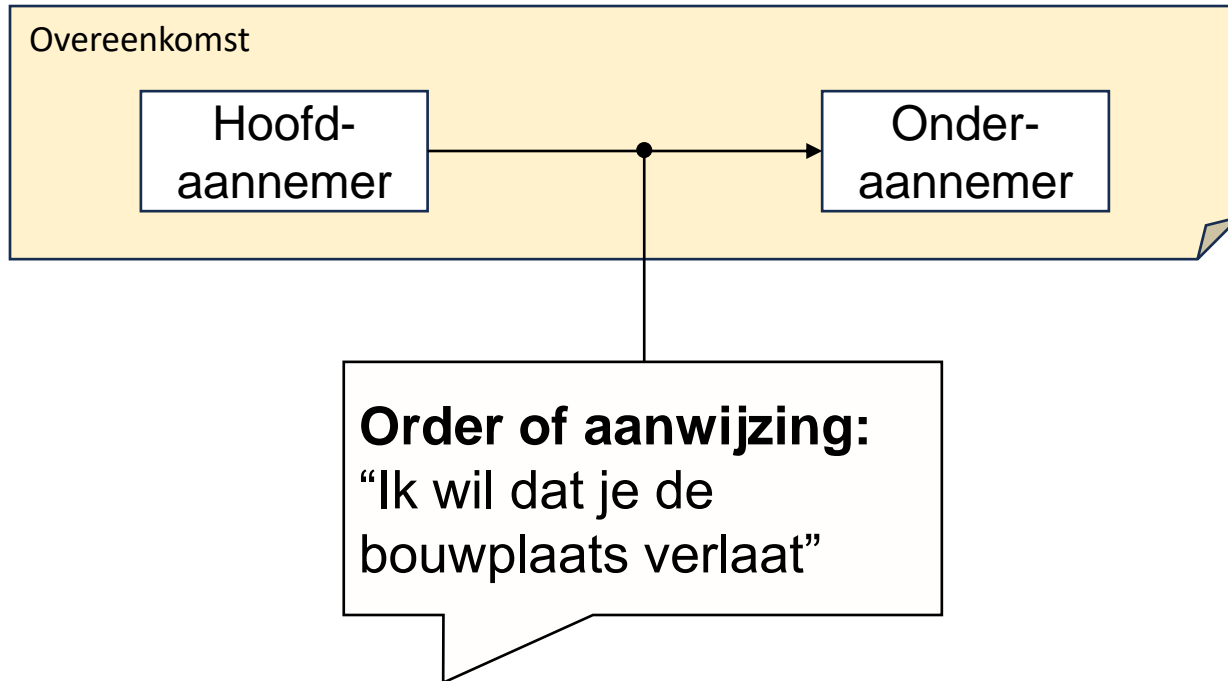 Overeenkomst
Hoofd-
aannemer
Onder-
aannemer
Order of aanwijzing:
“Ik wil dat je de
bouwplaats verlaat”